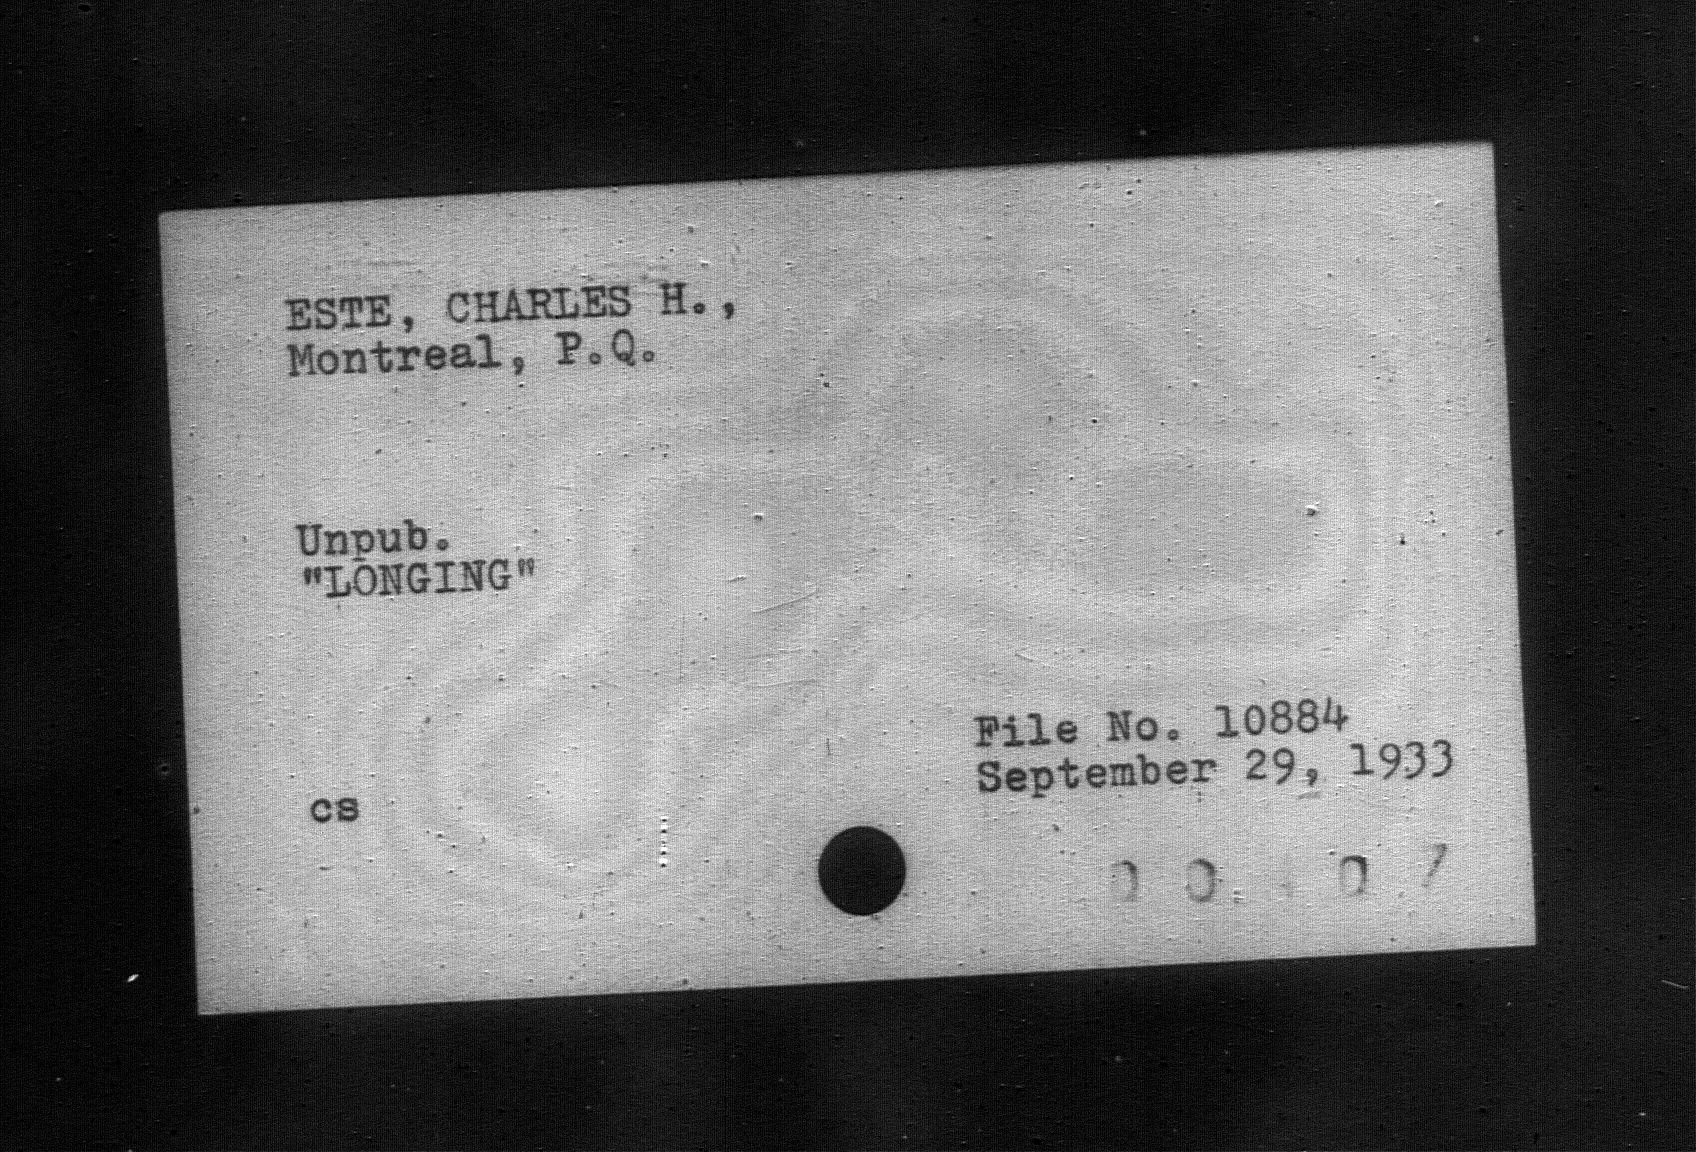 ESTE, CHARLES H.,
Montreal, P.Q.
Unpub.
"LONGING"
File No. 10884
September 29, 1933
cs